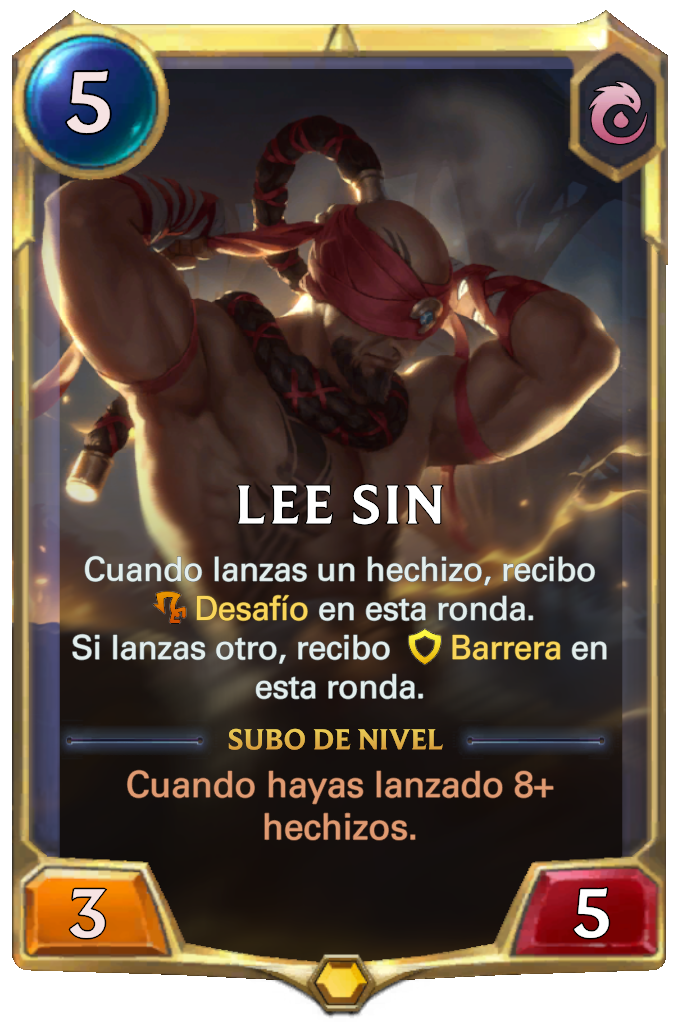 5
LEE SIN
Cuando lanzas un hechizo, recibo
Desafío en esta ronda.
Si lanzas otro, recibo Barrera en
esta ronda.
SUBO DE NIVEL
Cuando hayas lanzado 8+
hechizos.
3
5